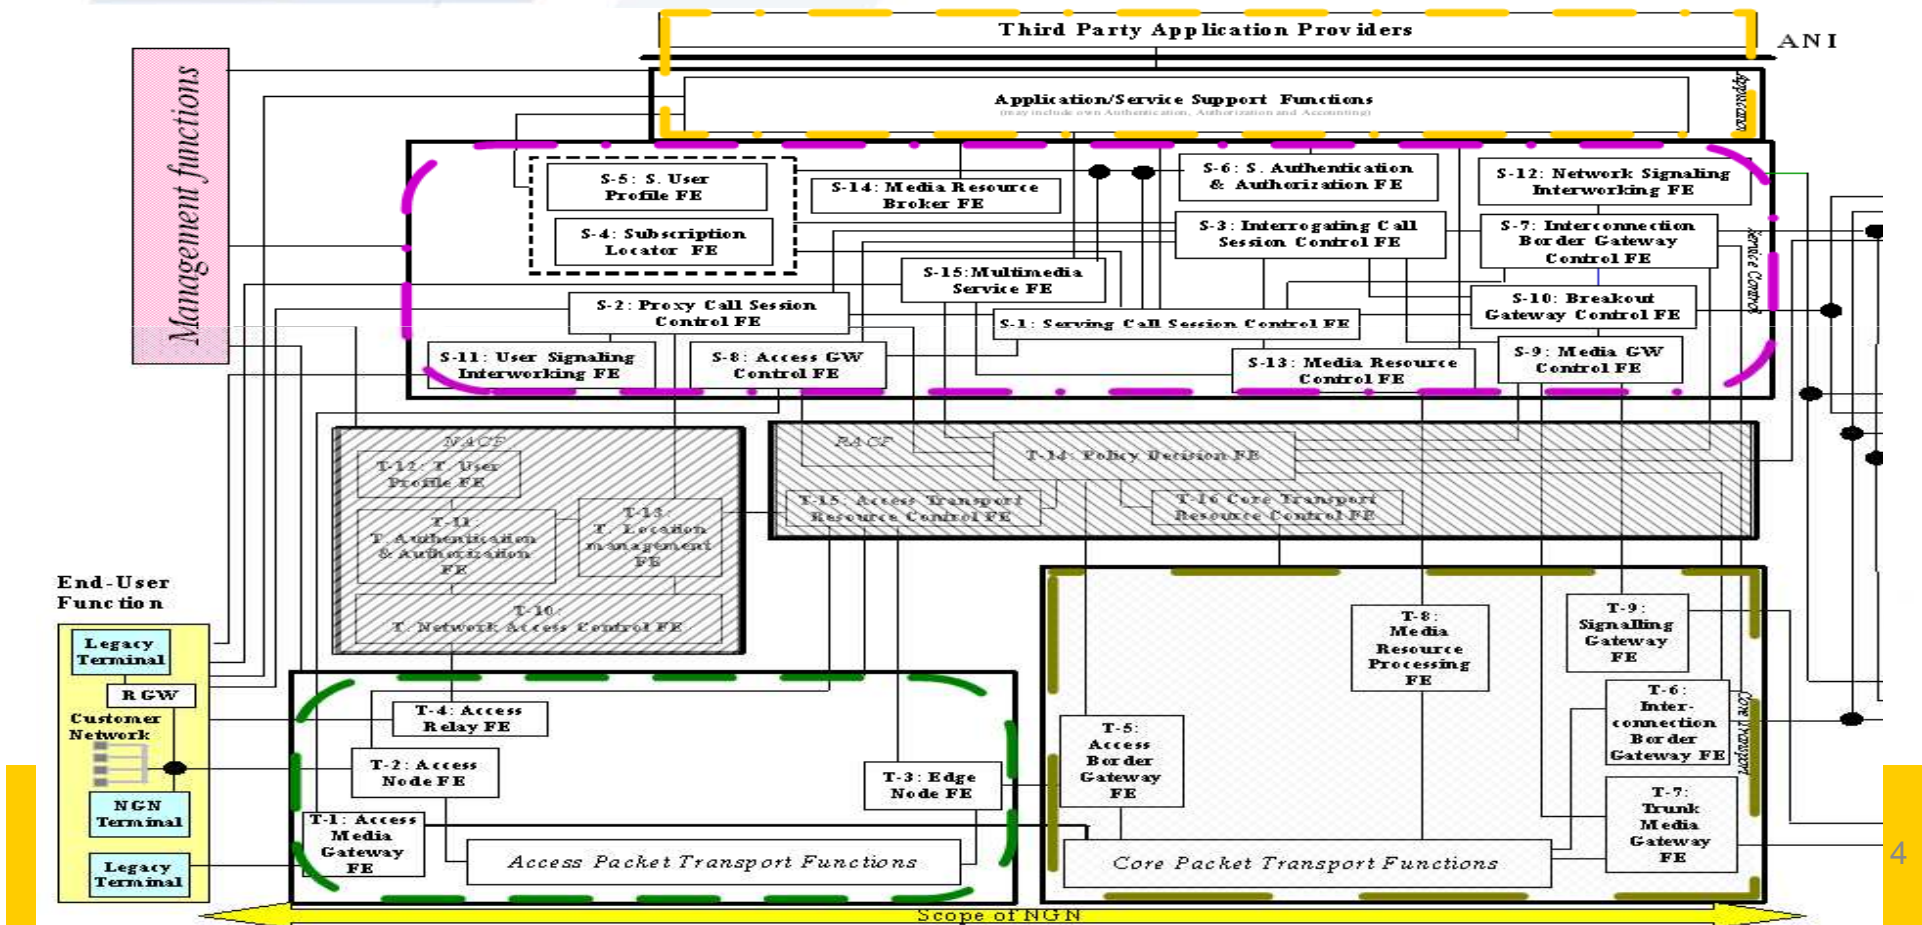 Third Party Application Providers
ANI
Management functions
Application/Service Support Functions
(may include own Authentication, Authorization and Accounting)
Application
S-5: S. User
Profile FE
S-4: Subscription
Locator FE
S-14: Media Resource
Broker FE
S-6: S. Authentication
& Authorization FE
S-12: Network Signaling
Interworking FE
S-3: Interrogating Call
Session Control FE
S-7: Interconnection
Border Gateway
Control FE
Service Control
S-15:Multimedia
Service FE
S-2: Proxy Call Session
Control FE
S-1: Serving Call Session Control FE
S-10: Breakout
Gateway Control FE
S-11: User Signaling
Interworking FE
S-8: Access GW
Control FE
S-13: Media Resource
Control FE
S-9: Media GW
Control FE
NACF
T-12: T. User
Profile FE
T-11:
T. Authentication
& Authorization
FE
T-13:
T. Location
management
FE
T-10:
T. Network Access Control FE
RACF
T-14: Policy Decision FE
T-15: Access Transport
Resource Control FE
T-16 Core Transport
Resource Control FE
End-User
Function
Legacy
Terminal
RGW
Customer
Network
NGN
Terminal
Legacy
Terminal
T-4: Access
Relay FE
T-2: Access
Node FE
T-3: Edge
Node FE
T-1: Access
Media
Gateway
FE
Access Packet Transport Functions
T-5:
Access
Border
Gateway
FE
T-8:
Media
Resource
Processing
FE
T-9:
Signalling
Gateway
FE
T-6:
Inter-
connection
Border
Gateway FE
Core Transport
T-7:
Trunk
Media
Gateway
FE
Core Packet Transport Functions
Scope of NGN
4